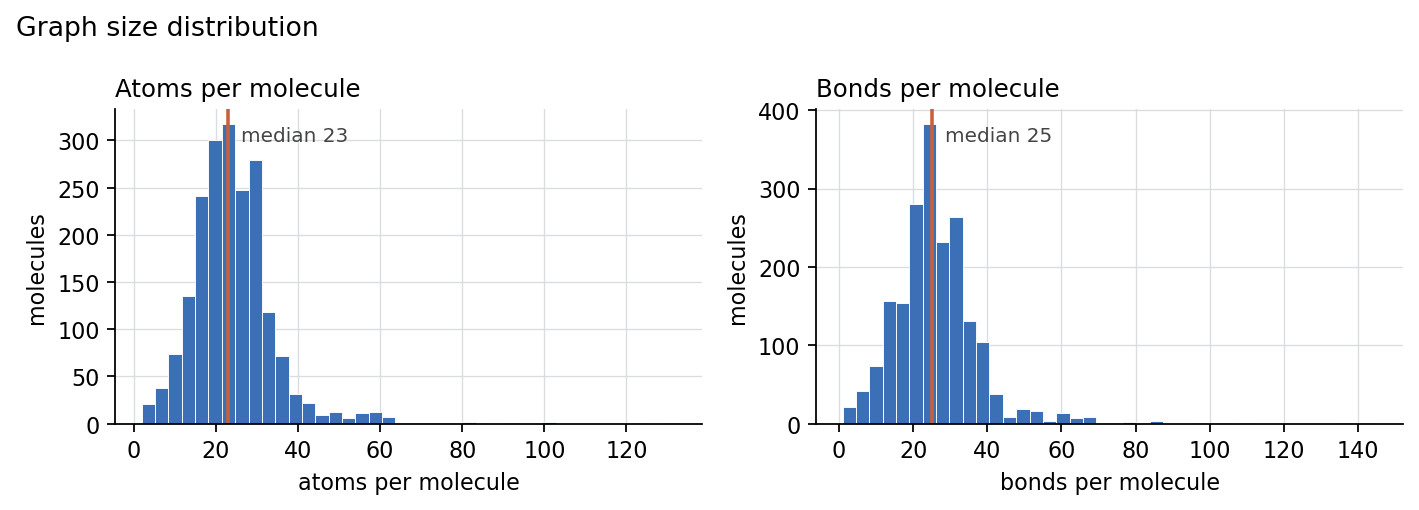 Graph size distribution
Atoms per molecule
300
250
200
150
100
50
0
molecules
median 23
0 20 40 60 80 100 120
atoms per molecule
Bonds per molecule
400
300
200
100
0
molecules
median 25
0 20 40 60 80 100 120 140
bonds per molecule